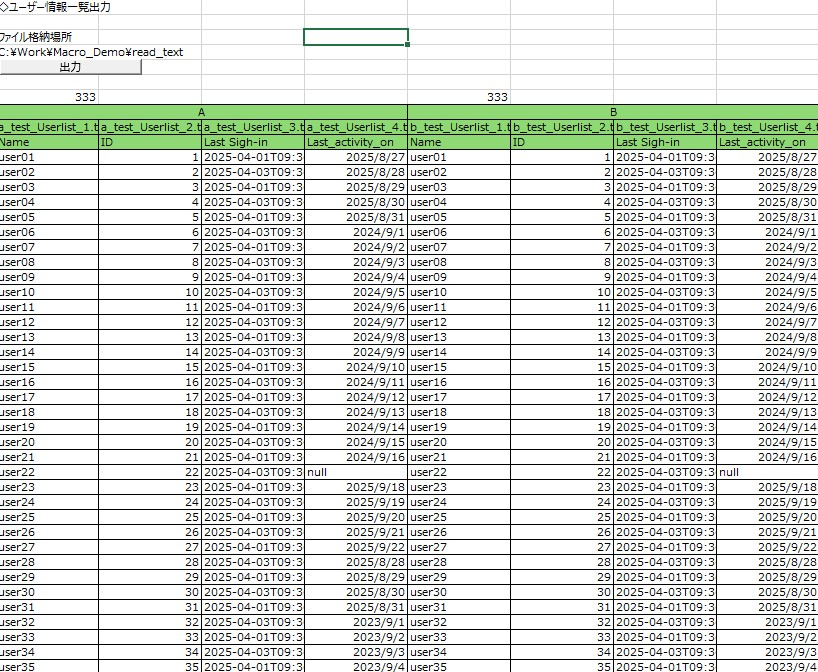 ◇ユーザー情報一覧出力
ファイル格納場所
C:¥Work¥Macro_Demo¥read_text
出力
333 333
A B
a_test_Userlist_1.t a_test_Userlist_2.t a_test_Userlist_3.t a_test_Userlist_4.t b_test_Userlist_1.t b_test_Userlist_2.t b_test_Userlist_3.t b_test_Userlist_4.t
Name ID Last Sigh-in Last_activity_on Name ID Last Sigh-in Last_activity_on
user01 1 2025-04-01T09:3 2025/8/27 user01 1 2025-04-01T09:3 2025/8/27
user02 2 2025-04-03T09:3 2025/8/28 user02 2 2025-04-03T09:3 2025/8/28
user03 3 2025-04-03T09:3 2025/8/29 user03 3 2025-04-03T09:3 2025/8/29
user04 4 2025-04-01T09:3 2025/8/30 user04 4 2025-04-01T09:3 2025/8/30
user05 5 2025-04-01T09:3 2025/8/31 user05 5 2025-04-01T09:3 2025/8/31
user06 6 2025-04-03T09:3 2024/9/1 user06 6 2025-04-03T09:3 2024/9/1
user07 7 2025-04-01T09:3 2024/9/2 user07 7 2025-04-01T09:3 2024/9/2
user08 8 2025-04-03T09:3 2024/9/3 user08 8 2025-04-03T09:3 2024/9/3
user09 9 2025-04-01T09:3 2024/9/4 user09 9 2025-04-01T09:3 2024/9/4
user10 10 2025-04-03T09:3 2024/9/5 user10 10 2025-04-03T09:3 2024/9/5
user11 11 2025-04-01T09:3 2024/9/6 user11 11 2025-04-01T09:3 2024/9/6
user12 12 2025-04-03T09:3 2024/9/7 user12 12 2025-04-03T09:3 2024/9/7
user13 13 2025-04-01T09:3 2024/9/8 user13 13 2025-04-01T09:3 2024/9/8
user14 14 2025-04-03T09:3 2024/9/9 user14 14 2025-04-03T09:3 2024/9/9
user15 15 2025-04-01T09:3 2024/9/10 user15 15 2025-04-01T09:3 2024/9/10
user16 16 2025-04-03T09:3 2024/9/11 user16 16 2025-04-03T09:3 2024/9/11
user17 17 2025-04-01T09:3 2024/9/12 user17 17 2025-04-01T09:3 2024/9/12
user18 18 2025-04-03T09:3 2024/9/13 user18 18 2025-04-03T09:3 2024/9/13
user19 19 2025-04-01T09:3 2024/9/14 user19 19 2025-04-01T09:3 2024/9/14
user20 20 2025-04-03T09:3 2024/9/15 user20 20 2025-04-03T09:3 2024/9/15
user21 21 2025-04-01T09:3 2024/9/16 user21 21 2025-04-01T09:3 2024/9/16
user22 22 2025-04-03T09:3 null user22 22 2025-04-03T09:3 null
user23 23 2025-04-01T09:3 2025/9/18 user23 23 2025-04-01T09:3 2025/9/18
user24 24 2025-04-03T09:3 2025/9/19 user24 24 2025-04-03T09:3 2025/9/19
user25 25 2025-04-01T09:3 2025/9/20 user25 25 2025-04-01T09:3 2025/9/20
user26 26 2025-04-03T09:3 2025/9/21 user26 26 2025-04-03T09:3 2025/9/21
user27 27 2025-04-01T09:3 2025/9/22 user27 27 2025-04-01T09:3 2025/9/22
user28 28 2025-04-03T09:3 2025/8/28 user28 28 2025-04-03T09:3 2025/8/28
user29 29 2025-04-01T09:3 2025/8/29 user29 29 2025-04-01T09:3 2025/8/29
user30 30 2025-04-03T09:3 2025/8/30 user30 30 2025-04-03T09:3 2025/8/30
user31 31 2025-04-01T09:3 2025/8/31 user31 31 2025-04-01T09:3 2025/8/31
user32 32 2025-04-03T09:3 2023/9/1 user32 32 2025-04-03T09:3 2023/9/1
user33 33 2025-04-01T09:3 2023/9/2 user33 33 2025-04-01T09:3 2023/9/2
user34 34 2025-04-03T09:3 2023/9/3 user34 34 2025-04-03T09:3 2023/9/3
user35 35 2025-04-01T09:3 2023/9/4 user35 35 2025-04-01T09:3 2023/9/4